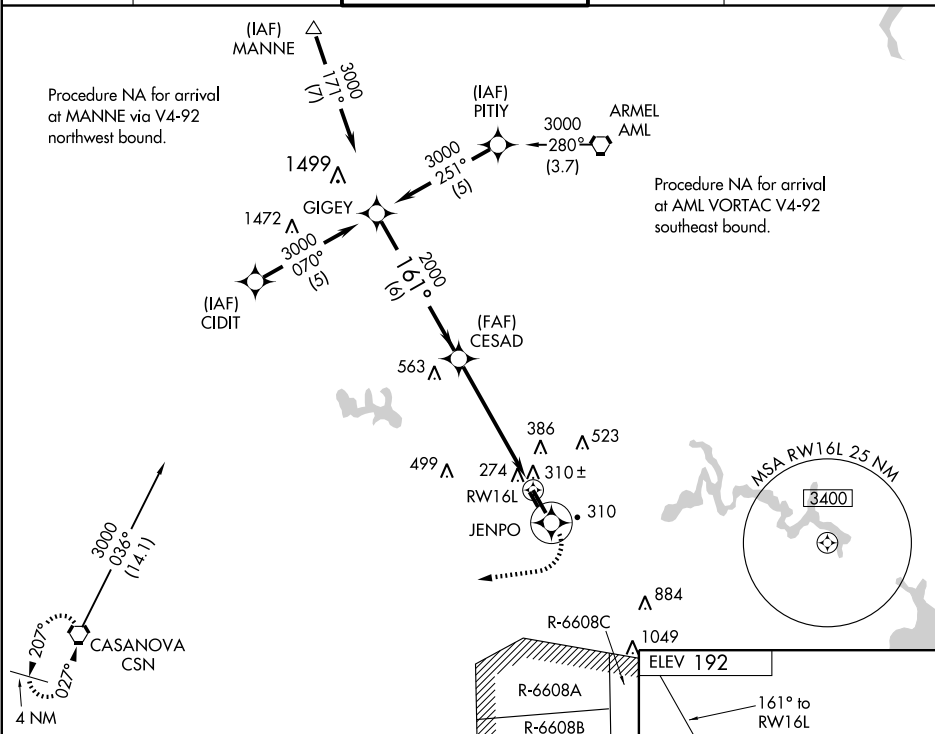 (IAF)
MANNE
3000
171°
(7)
Procedure NA for arrival
at MANNE via V4-92
northwest bound.
(IAF)
PITIY
ARMEL
AML
3000
280°
(3.7)
3000
251°
(5)
1499
GIGEY
1472
3000
070°
(5)
(IAF)
CIDIT
Procedure NA for arrival
at AML VORTAC V4-92
southeast bound.
2000
161°
(6)
(FAF)
CESAD
563
386
523
499
274
310±
RW16L
JENPO
310
MSA RW16L 25 NM
3400
3000
036°
(14.1)
207°
027°
CASANOVA
CSN
4 NM
884
R-6608C
1049
R-6608A
R-6608B
ELEV 192
161° to
RW16L